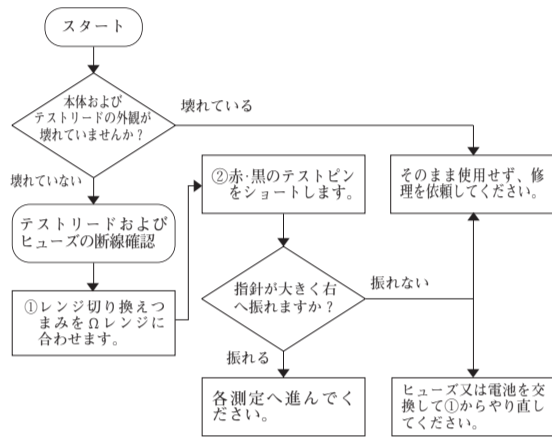 スタート
本体および
テストリードの外観が
壊れていませんか？
壊れている
壊れていない
テストリードおよび
ヒューズの断線確認
①レンジ切り換えつ
まみをΩレンジに
合わせます。
②赤･黒のテストピン
をショートします。
そのまま使用せず、修
理を依頼してください。
指針が大きく右
へ振れますか？
振れない
振れる
各測定へ進んでく
ださい。
ヒューズ又は電池を交
換して①からやり直し
てください。